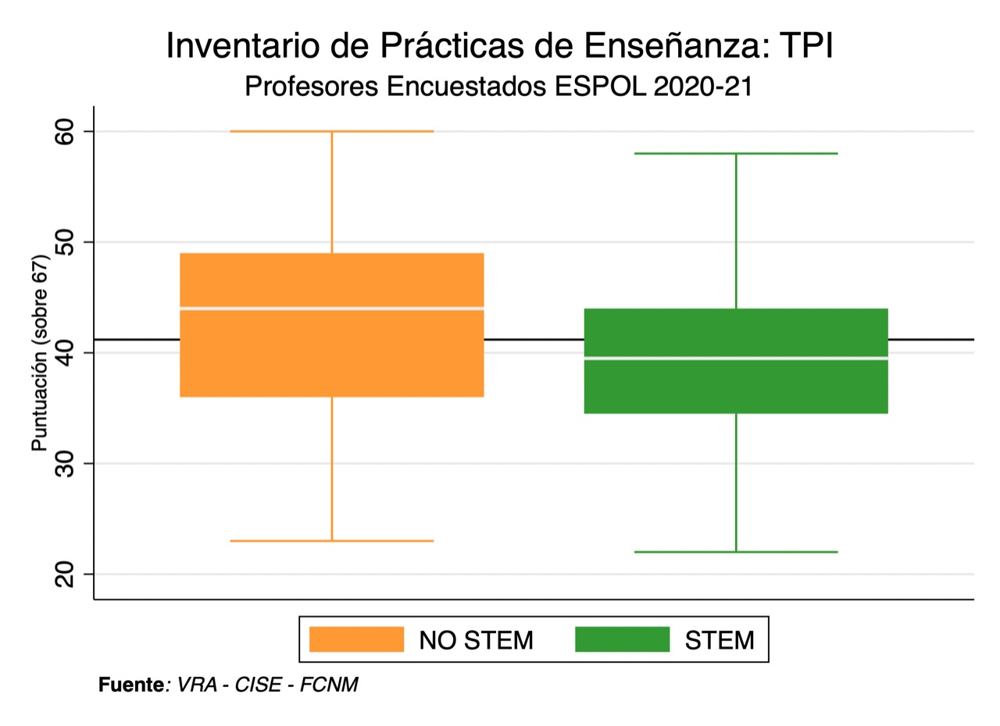 Inventario de Prácticas de Enseñanza: TPI
Profesores Encuestados ESPOL 2020-21
Puntuación (sobre 67)
60
50
40
30
20
NO STEM
STEM
Fuente: VRA - CISE - FCNM